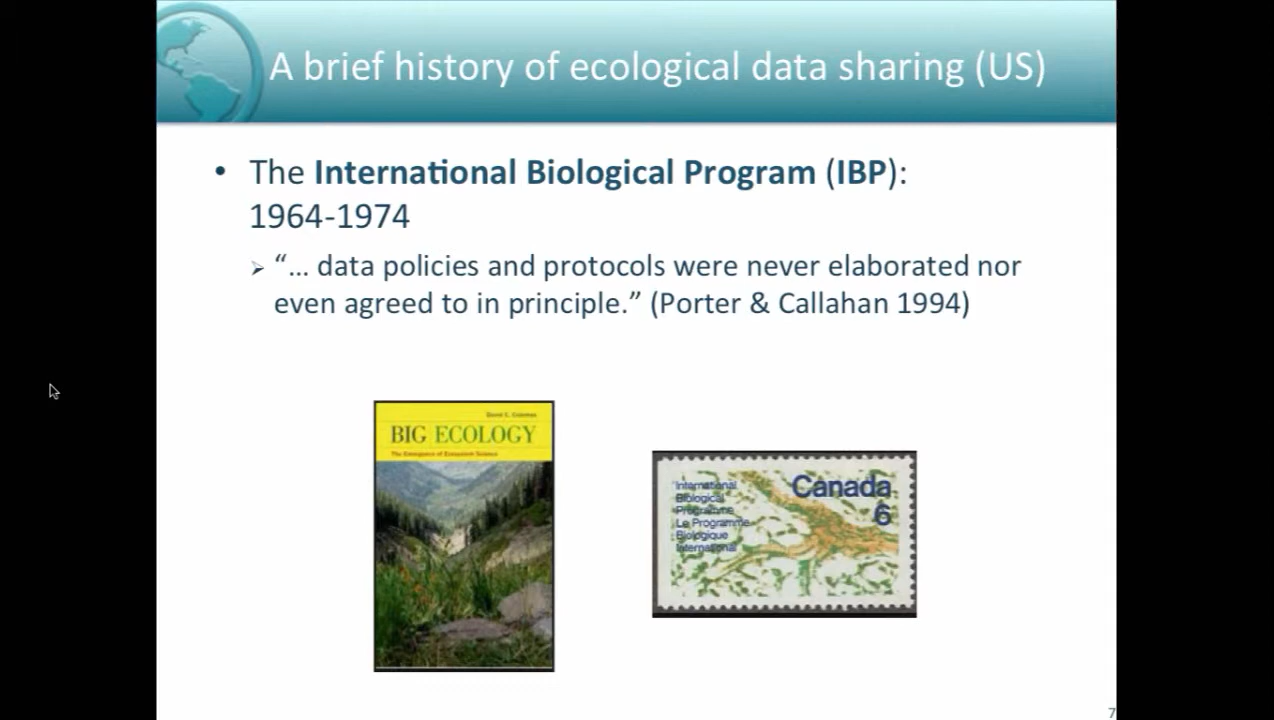 A brief history of ecological data sharing (US)
• The International Biological Program (IBP):
1964-1974
➢ “… data policies and protocols were never elaborated nor
even agreed to in principle.” (Porter & Callahan 1994)
David C. Coleman
BIG ECOLOGY
The Emergence of Ecosystem Science
International
Biological
Programme
Le Programme
Biologique
International
Canada
6
7